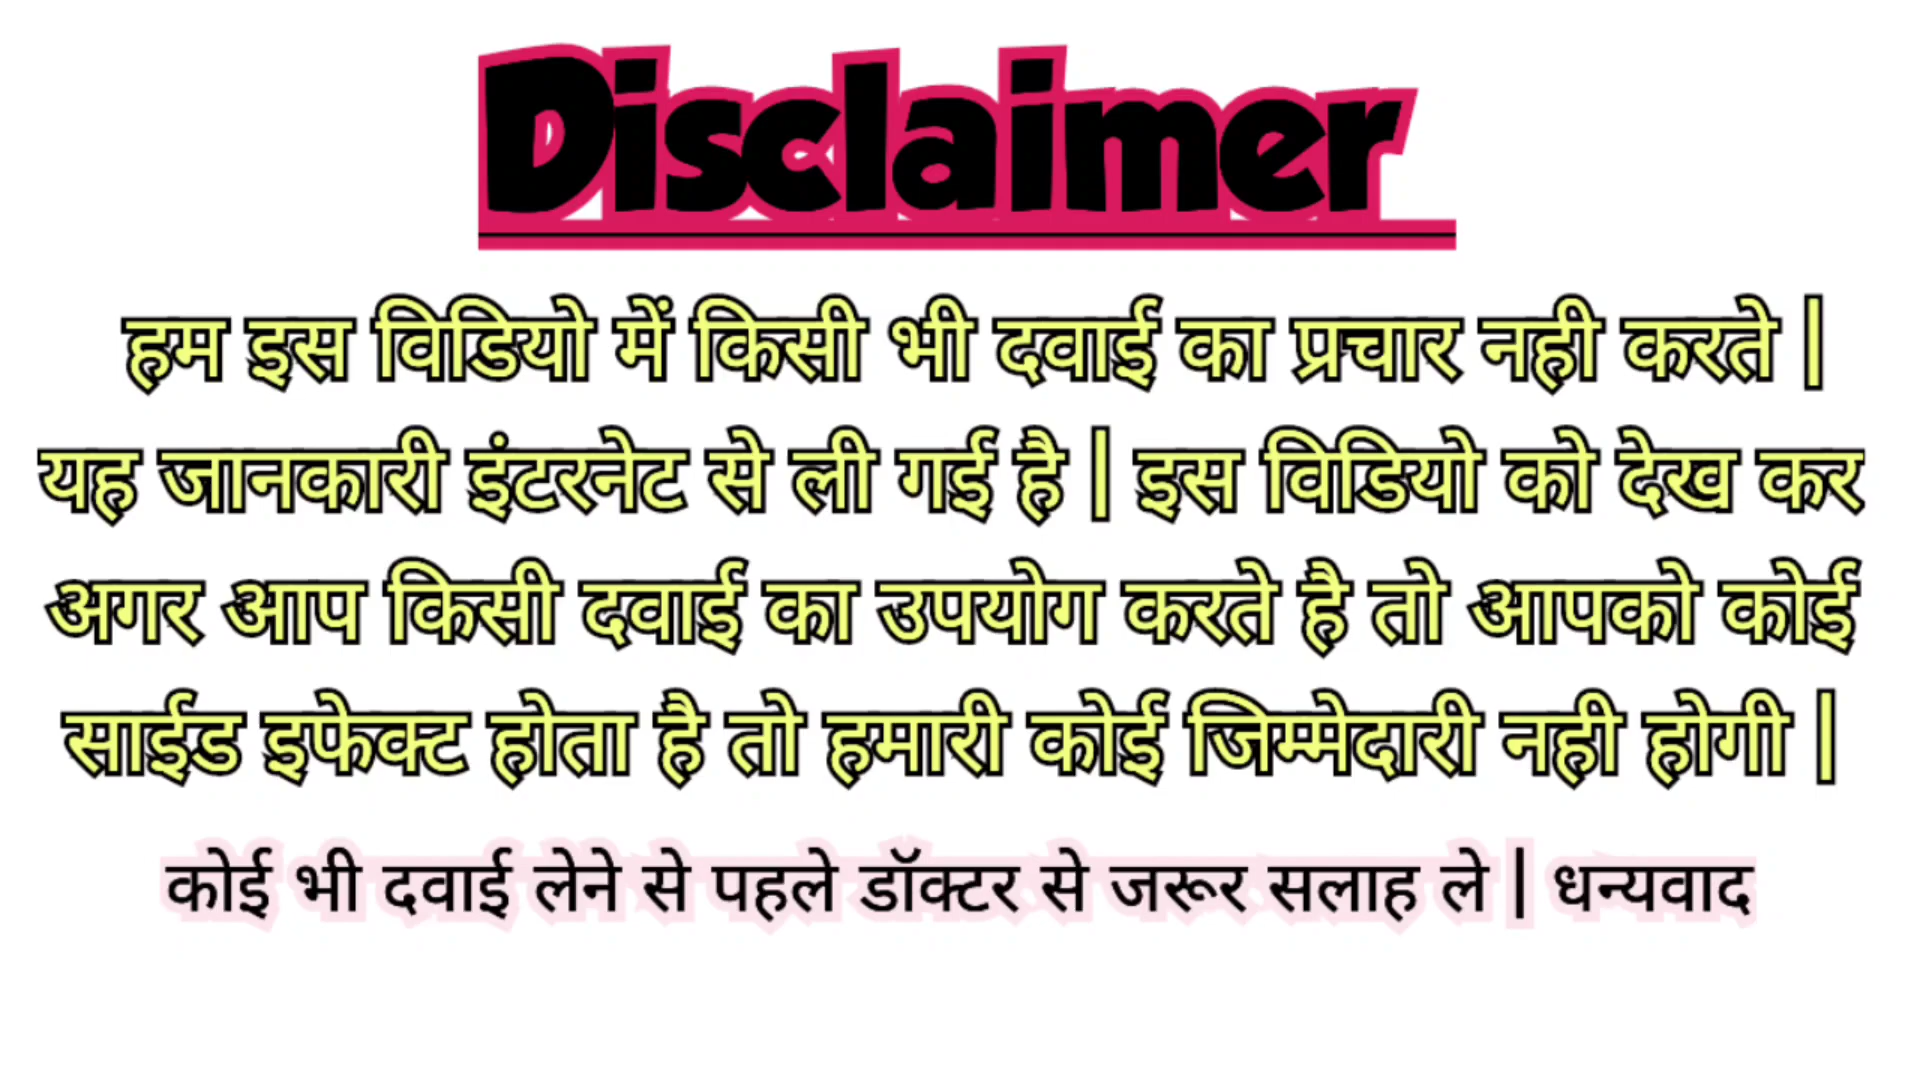 Disclaimer
हम इस विडियो में किसी भी दवाई का प्रचार नही करते |
यह जानकारी इंटरनेट से ली गई है | इस विडियो को देख कर
अगर आप किसी दवाई का उपयोग करते है तो आपको कोई
साईड इफेक्ट होता है तो हमारी कोई जिम्मेदारी नही होगी |
कोई भी दवाई लेने से पहले डॉक्टर से जरूर सलाह ले | धन्यवाद